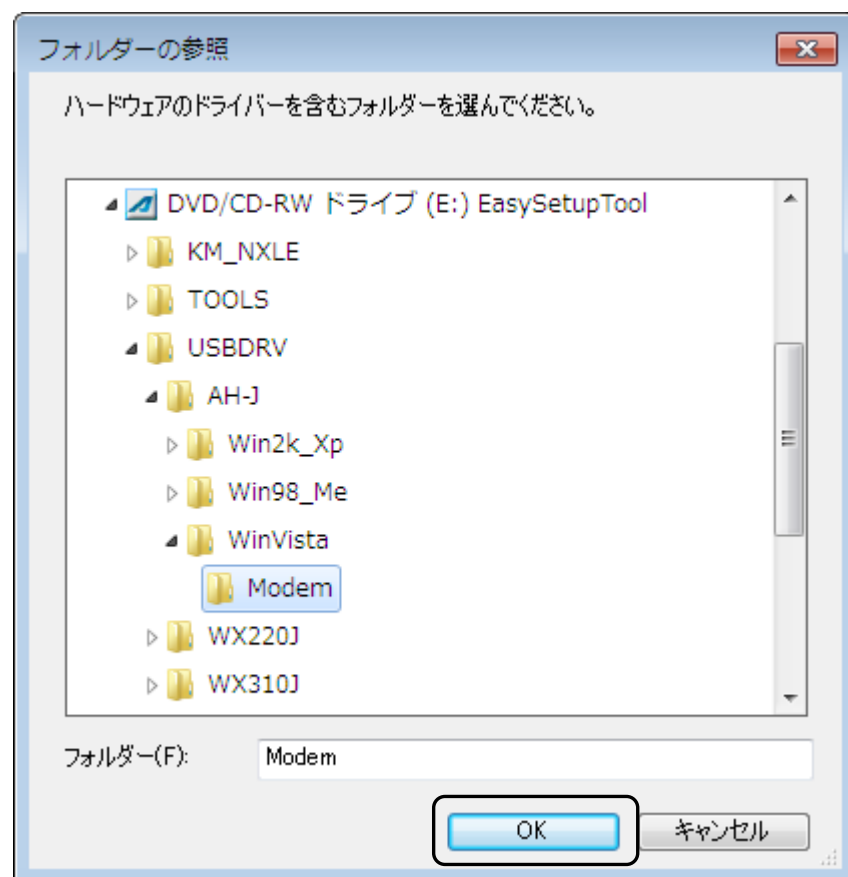 フォルダーの参照
ハードウェアのドライバーを含むフォルダーを選んでください。
DVD/CD-RW ドライブ (E:) EasySetupTool
KM_NXLE
TOOLS
USBDRV
AH-J
Win2k_Xp
Win98_Me
WinVista
Modem
WX220J
WX310J
フォルダー(F): Modem
OK キャンセル